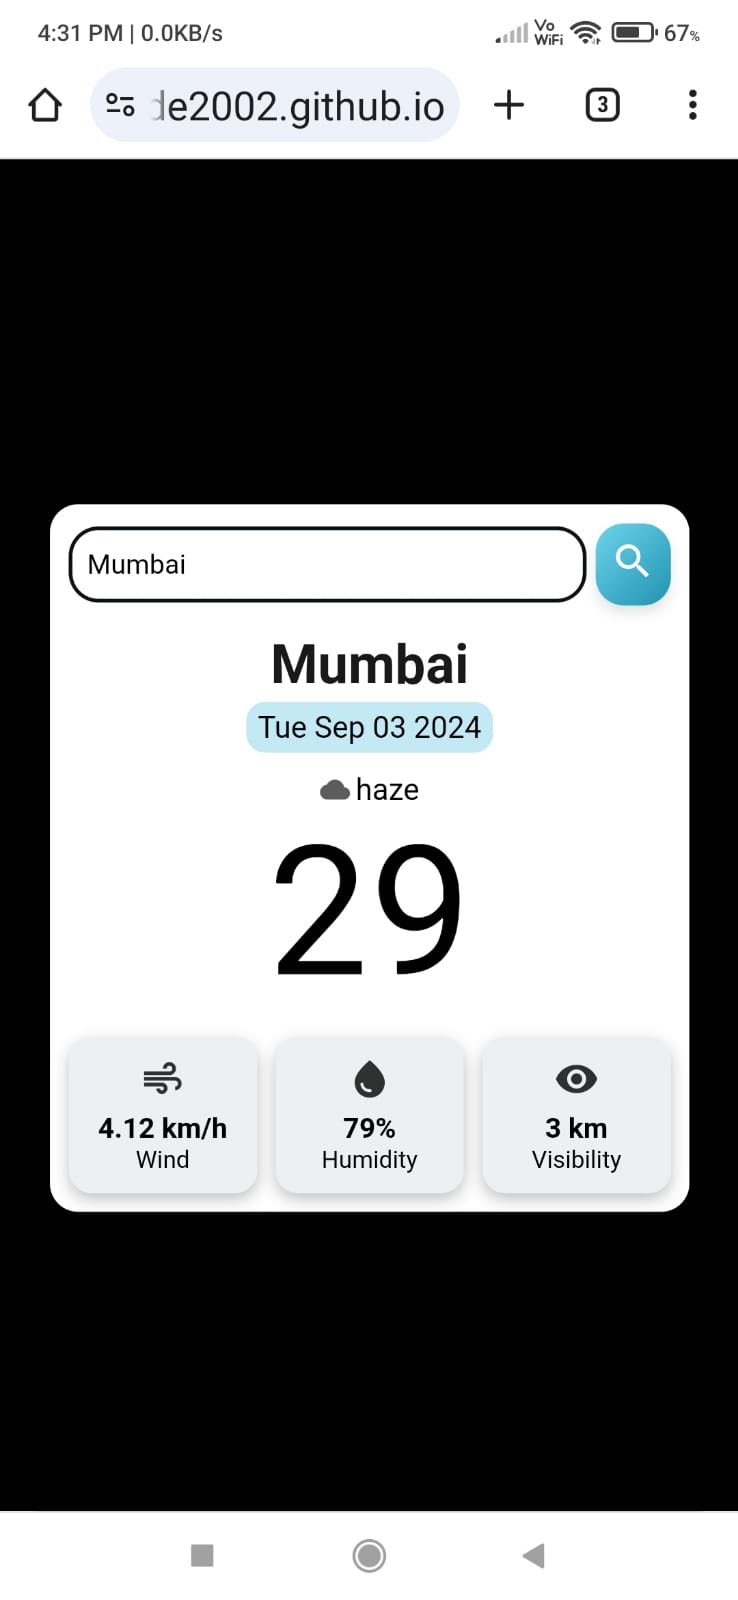 4:31 PM | 0.0KB/s Vo WiFi 67%
de2002.github.io 3
Mumbai
Mumbai
Tue Sep 03 2024
haze
29
4.12 km/h 79% 3 km
Wind Humidity Visibility